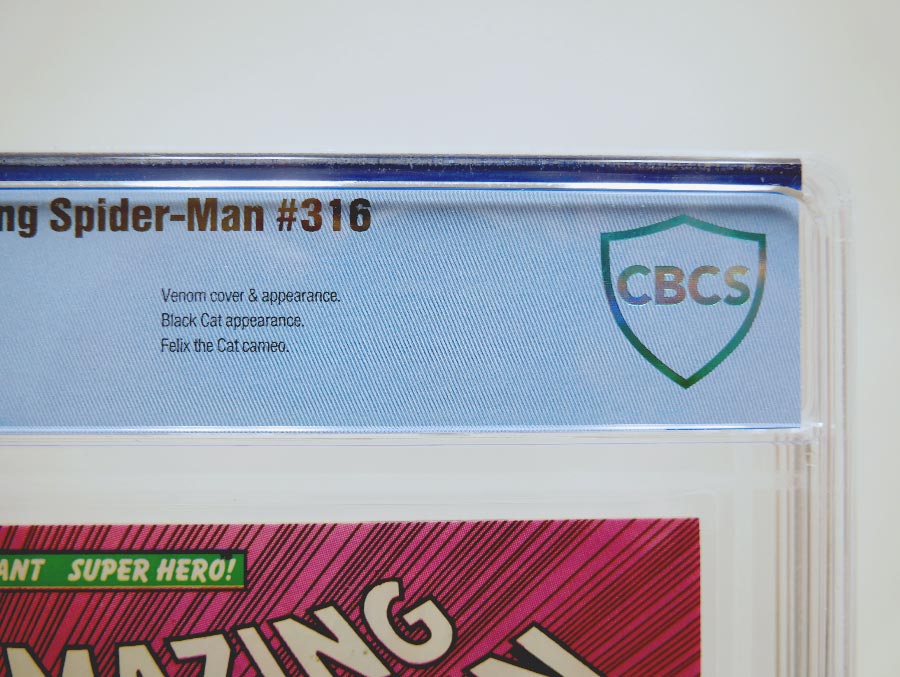 ng Spider-Man #316
CBCS
Venom cover & appearance.
Black Cat appearance.
Felix the Cat cameo.
ANT SUPER HERO!
MAZING
N